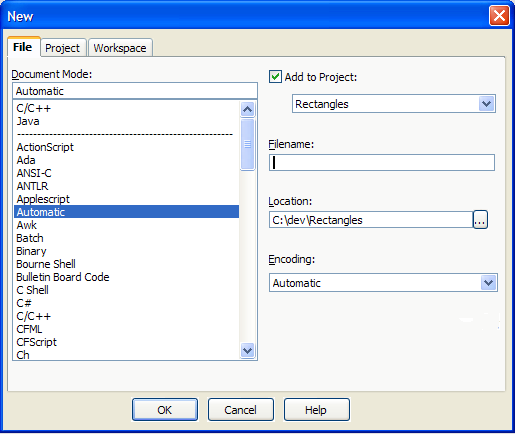 New
File Project Workspace
Document Mode:
Automatic
C/C++
Java
ActionScript
Ada
ANSI-C
ANTLR
Applescript
Automatic
Awk
Batch
Binary
Bourne Shell
Bulletin Board Code
C Shell
C#
C/C++
CFML
CFScript
Ch
Add to Project:
Rectangles
Filename:
Location:
C:\dev\Rectangles
...
Encoding:
Automatic
OK Cancel Help